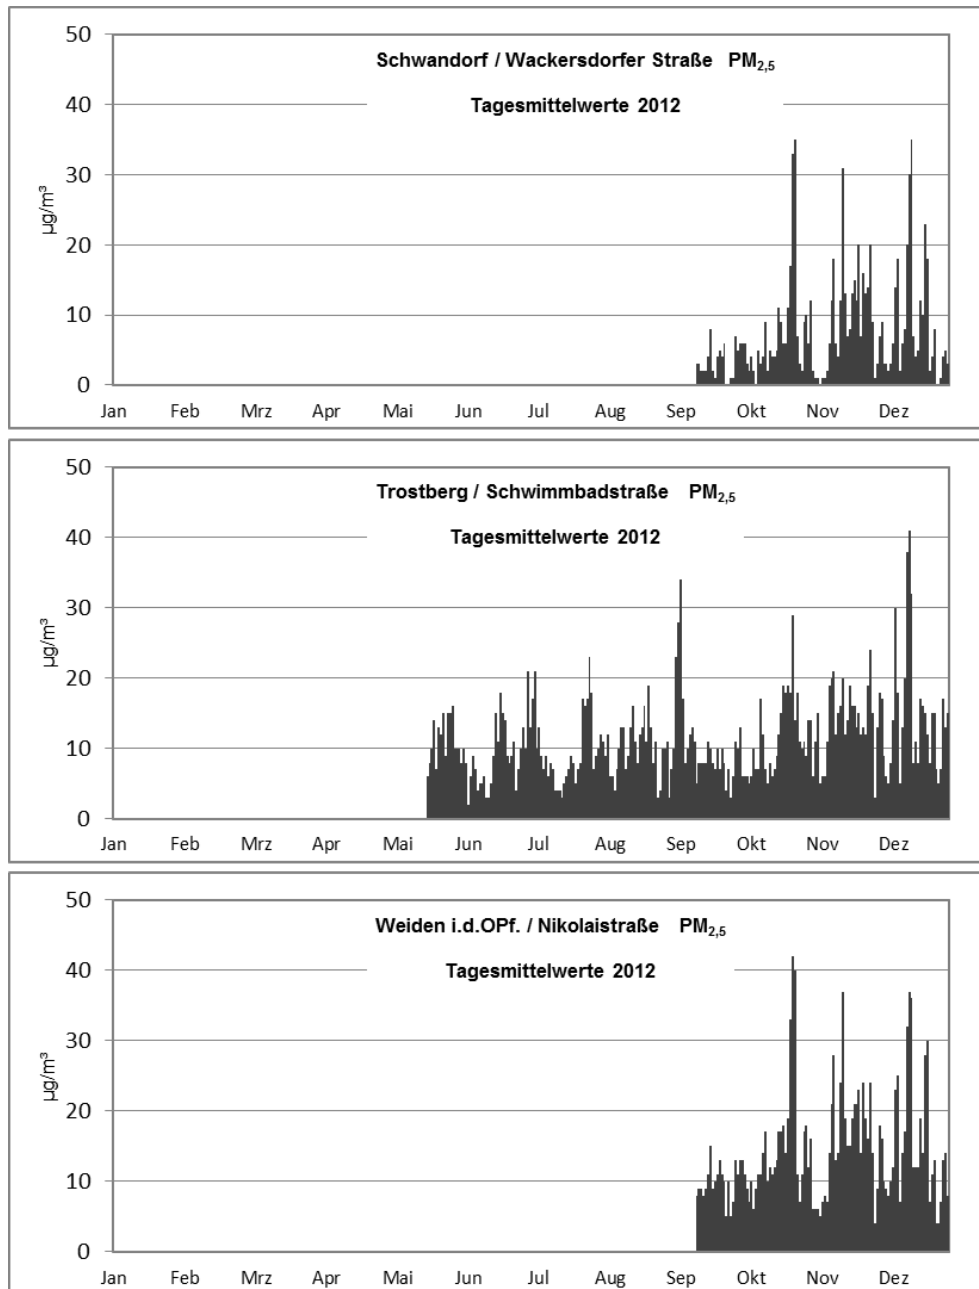 50
Schwandorf / Wackersdorfer Straße PM2,5
40
Tagesmittelwerte 2012
30
µg/m³
20
10
0
Jan Feb Mrz Apr Mai Jun Jul Aug Sep Okt Nov Dez
50
Trostberg / Schwimmbadstraße PM2,5
40
Tagesmittelwerte 2012
30
µg/m³
20
10
0
Jan Feb Mrz Apr Mai Jun Jul Aug Sep Okt Nov Dez
50
Weiden i.d.OPf. / Nikolaistraße PM2,5
40
Tagesmittelwerte 2012
30
µg/m³
20
10
0
Jan Feb Mrz Apr Mai Jun Jul Aug Sep Okt Nov Dez